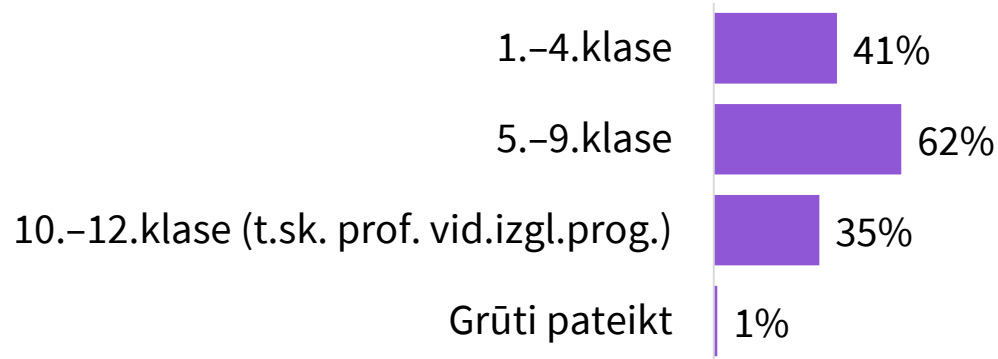 1.–4.klase 41%
5.–9.klase 62%
10.–12.klase (t.sk. prof. vid.izgl.prog.) 35%
Grūti pateikt 1%